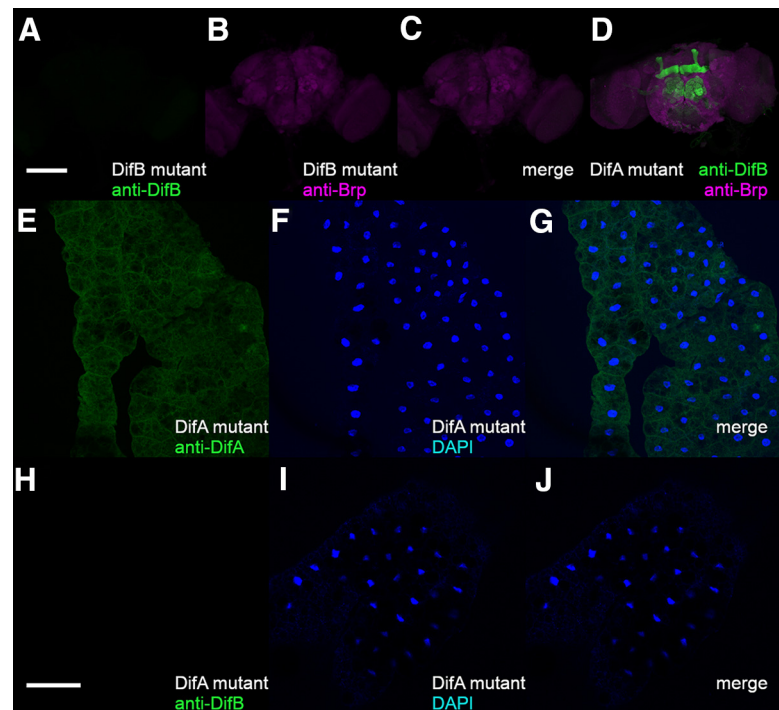 A
B
C
D
DifB mutant
anti-DifB
DifB mutant
anti-Brp
merge
DifA mutant anti-DifB
anti-Brp
E
F
G
DifA mutant
anti-DifA
DifA mutant
DAPI
merge
H
I
J
DifA mutant
anti-DifB
DifA mutant
DAPI
merge